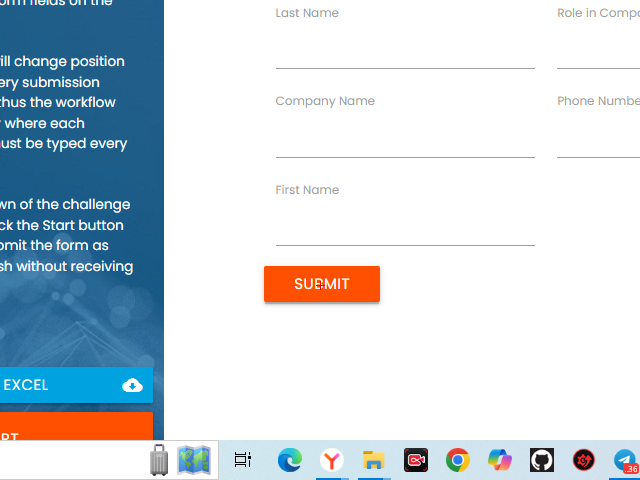 orm fields on the
ill change position
ery submission
thus the workflow
where each
ust be typed every
wn of the challenge
ck the Start button
bmit the form as
sh without receiving
EXCEL
RT
Last Name
Role in Compa
Company Name
Phone Numbe
First Name
SUBMIT
.36